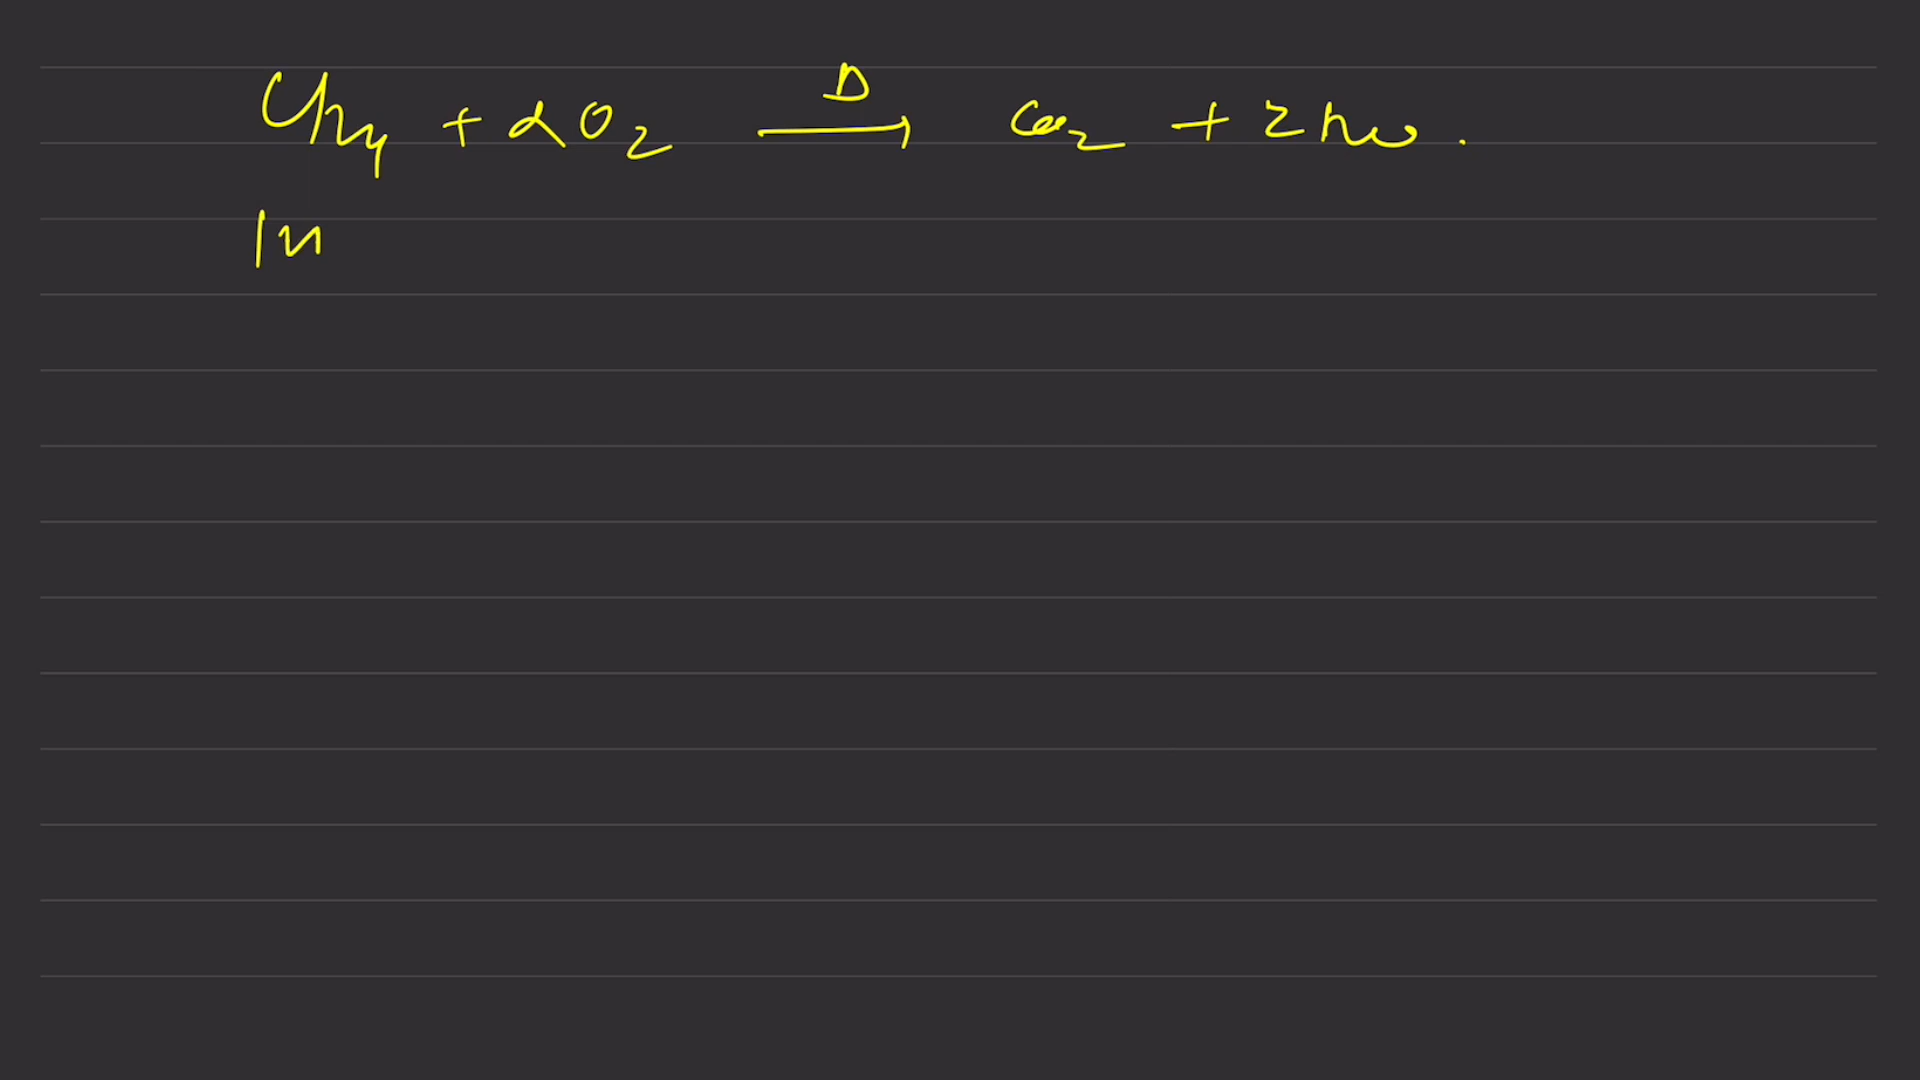 CH4 + 2O2 →Δ CO2 + 2H2O.
1M